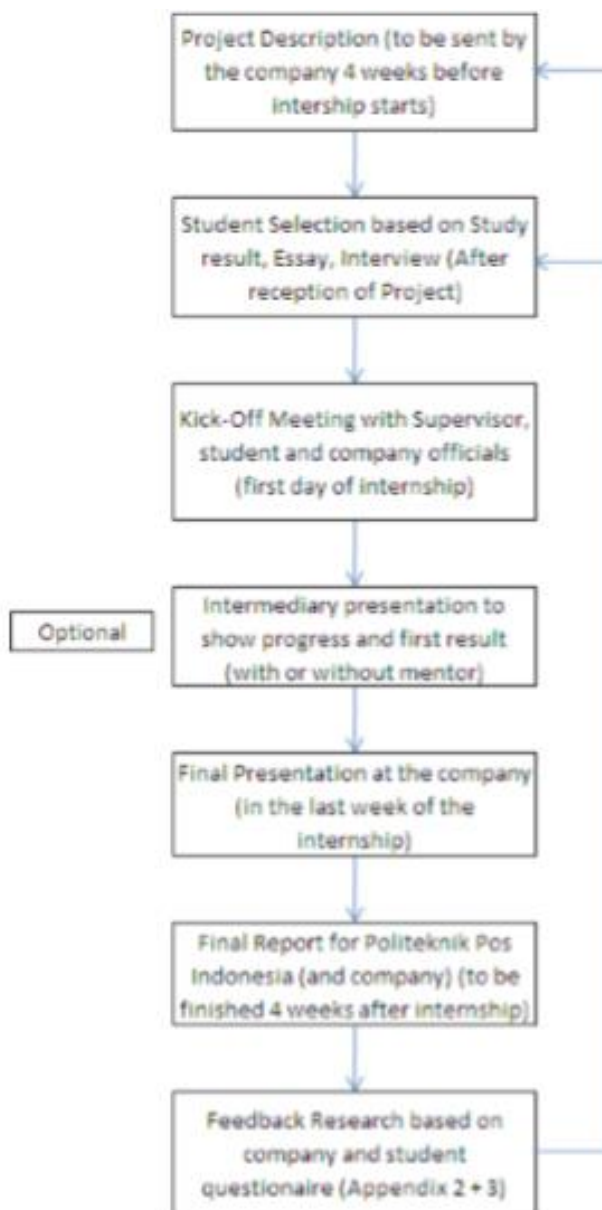 Project Description (to be sent by
the company 4 weeks before
intership starts)
Student Selection based on Study
result, Essay, Interview (After
reception of Project)
Kick-Off Meeting with Supervisor,
student and company officials
(first day of internship)
Optional
Intermediary presentation to
show progress and first result
(with or without mentor)
Final Presentation at the company
(in the last week of the
internship)
Final Report for Politeknik Pos
Indonesia (and company) (to be
finished 4 weeks after internship)
Feedback Research based on
company and student
questionaire (Appendix 2 + 3)